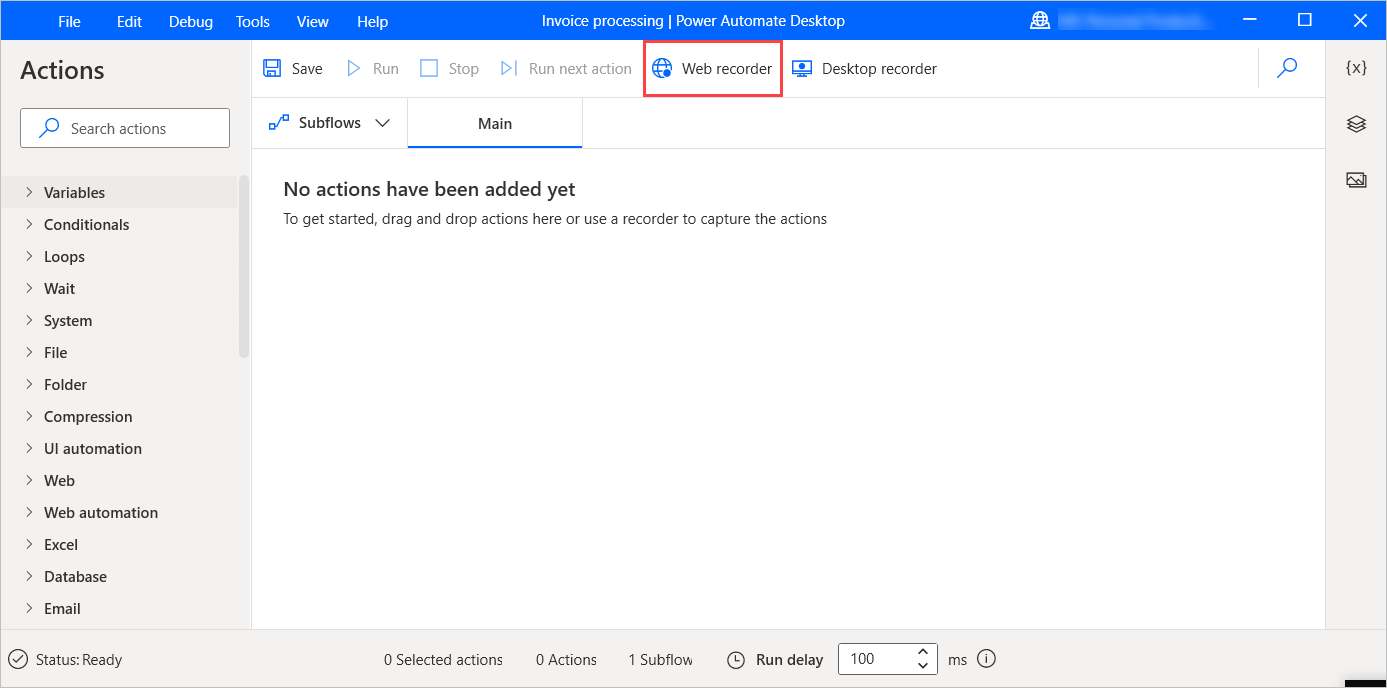 File Edit Debug Tools View Help Invoice processing | Power Automate Desktop
Actions
Save Run Stop Run next action Web recorder Desktop recorder {x}
Search actions
Subflows Main
No actions have been added yet
To get started, drag and drop actions here or use a recorder to capture the actions
Variables
Conditionals
Loops
Wait
System
File
Folder
Compression
UI automation
Web
Web automation
Excel
Database
Email
Status: Ready 0 Selected actions 0 Actions 1 Subflow Run delay 100 ms